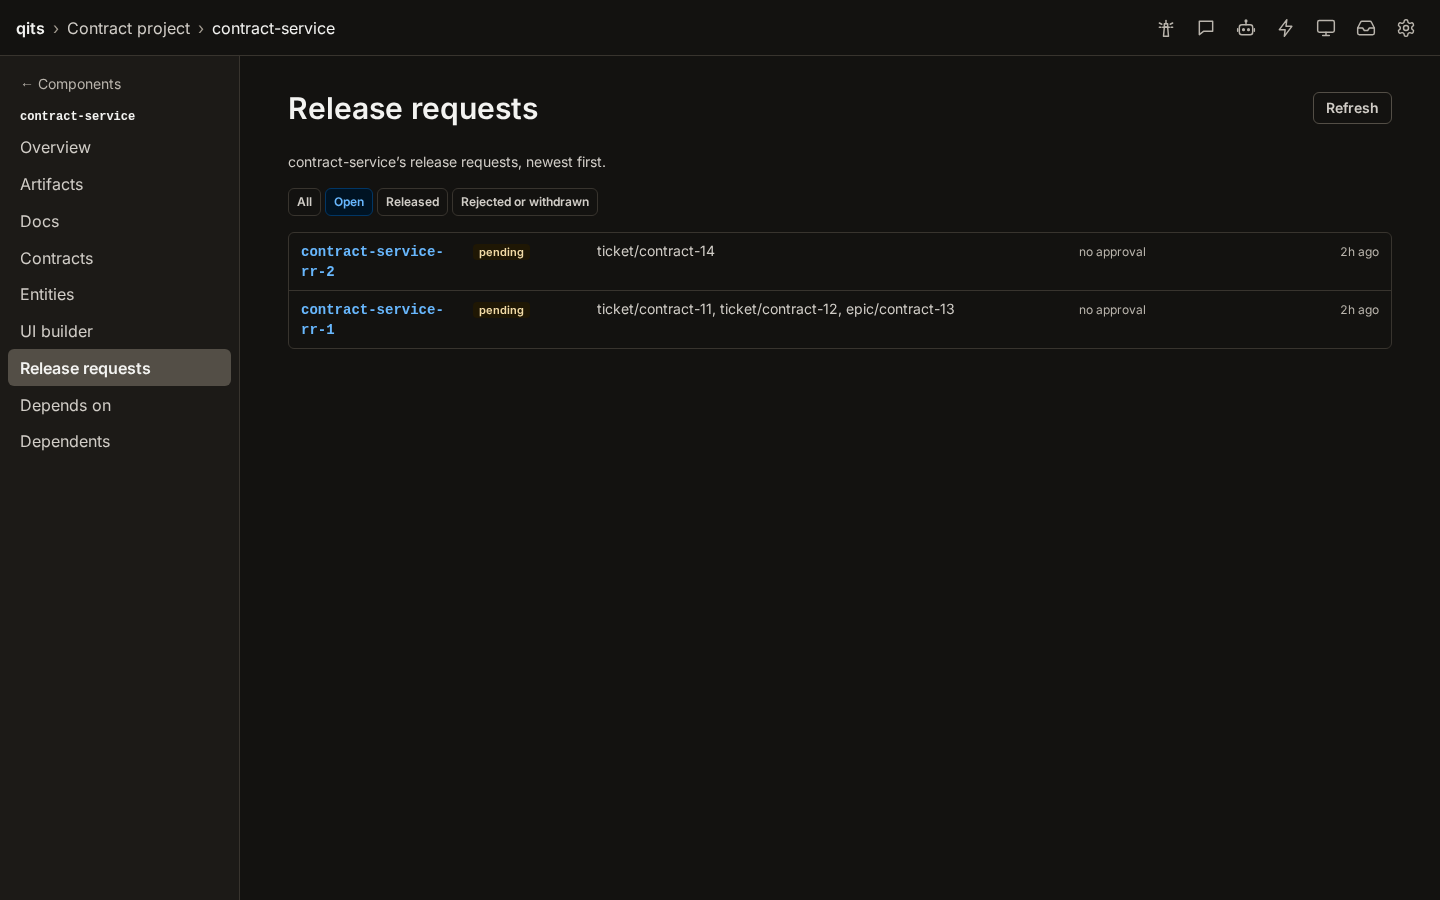 qits › Contract project › contract-service
← Components
contract-service
Overview
Artifacts
Docs
Contracts
Entities
UI builder
Release requests
Depends on
Dependents
Release requests
Refresh
contract-service’s release requests, newest first.
All Open Released Rejected or withdrawn
contract-service-rr-2 pending ticket/contract-14 no approval 2h ago
contract-service-rr-1 pending ticket/contract-11, ticket/contract-12, epic/contract-13 no approval 2h ago